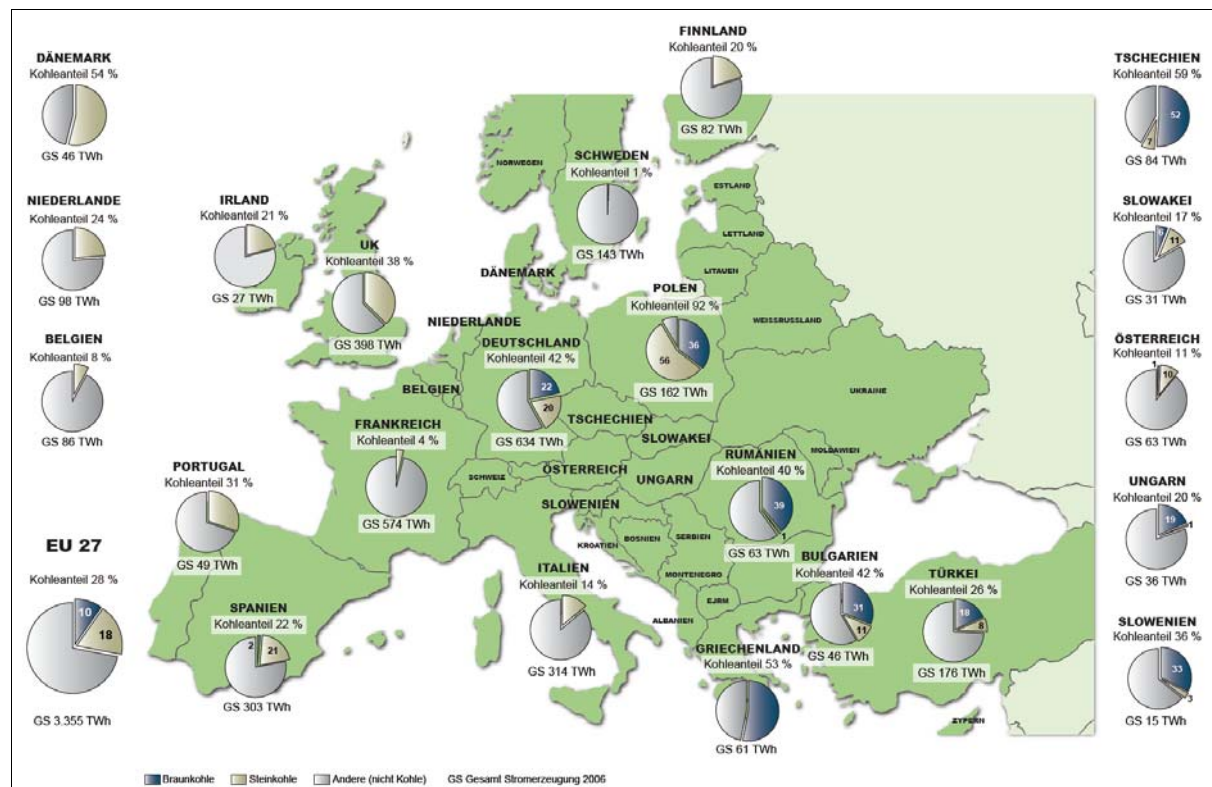 FINNLAND
Kohleanteil 20 %
GS 82 TWh
DÄNEMARK
Kohleanteil 54 %
GS 46 TWh
TSCHECHIEN
Kohleanteil 59 %
52
7
GS 84 TWh
NORWEGEN
SCHWEDEN
Kohleanteil 1 %
GS 143 TWh
ESTLAND
LETTLAND
LITAUEN
NIEDERLANDE
Kohleanteil 24 %
GS 98 TWh
IRLAND
Kohleanteil 21 %
GS 27 TWh
UK
Kohleanteil 38 %
GS 398 TWh
SLOWAKEI
Kohleanteil 17 %
11
GS 31 TWh
DÄNEMARK
POLEN
Kohleanteil 92 %
36
56
GS 162 TWh
WEISSRUSSLAND
NIEDERLANDE
DEUTSCHLAND
Kohleanteil 42 %
22
20
GS 634 TWh
BELGIEN
Kohleanteil 8 %
GS 86 TWh
ÖSTERREICH
Kohleanteil 11 %
1
10
GS 63 TWh
BELGIEN
UKRAINE
TSCHECHIEN
SLOWAKEI
FRANKREICH
Kohleanteil 4 %
GS 574 TWh
MOLDAWIEN
RUMÄNIEN
Kohleanteil 40 %
39
1
GS 63 TWh
PORTUGAL
Kohleanteil 31 %
GS 49 TWh
SCHWEIZ
ÖSTERREICH
UNGARN
SLOWENIEN
UNGARN
Kohleanteil 20 %
19
1
GS 36 TWh
KROATIEN
BOSNIEN
SERBIEN
EU 27
Kohleanteil 28 %
10
18
GS 3.355 TWh
ITALIEN
Kohleanteil 14 %
GS 314 TWh
MONTENEGRO
EJRM
ALBANIEN
BULGARIEN
Kohleanteil 42 %
31
11
GS 46 TWh
TÜRKEI
Kohleanteil 26 %
18
8
GS 176 TWh
SPANIEN
Kohleanteil 22 %
2
21
GS 303 TWh
GRIECHENLAND
Kohleanteil 53 %
GS 61 TWh
SLOWENIEN
Kohleanteil 36 %
33
3
GS 15 TWh
ZYPERN
Braunkohle Steinkohle Andere (nicht Kohle) GS Gesamt Stromerzeugung 2006